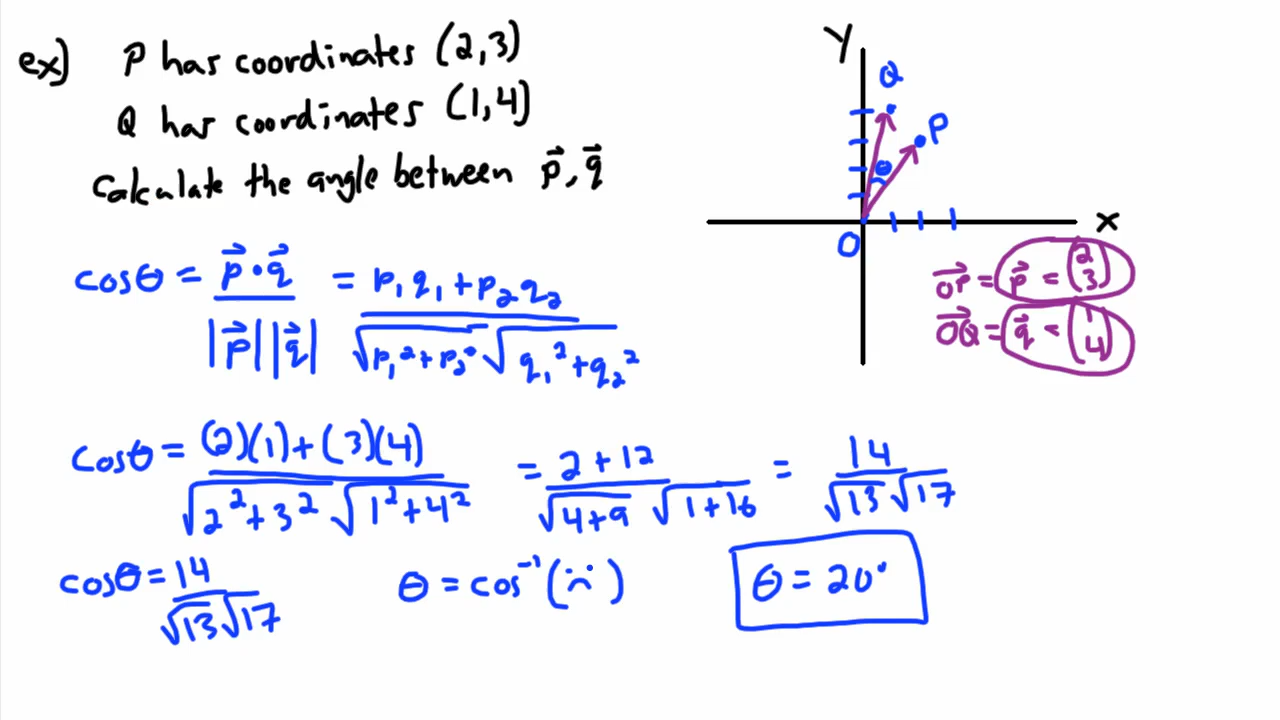 ex) P has coordinates (2,3)
Q has coordinates (1,4)
Calculate the angle between p⃗, q⃗
Y
Q
P
θ
O
x
OP⃗ = p⃗ = (2 3)
OQ⃗ = q⃗ = (1 4)
cosθ = p⃗·q⃗ / |p⃗||q⃗| = p₁q₁+p₂q₂ / √(p₁²+p₂²) √(q₁²+q₂²)
cosθ = (2)(1)+(3)(4) / √(2²+3²) √(1²+4²) = 2+12 / √(4+9) √(1+16) = 14 / √13 √17
cosθ = 14 / √13 √17
θ = cos⁻¹( )
θ = 20°